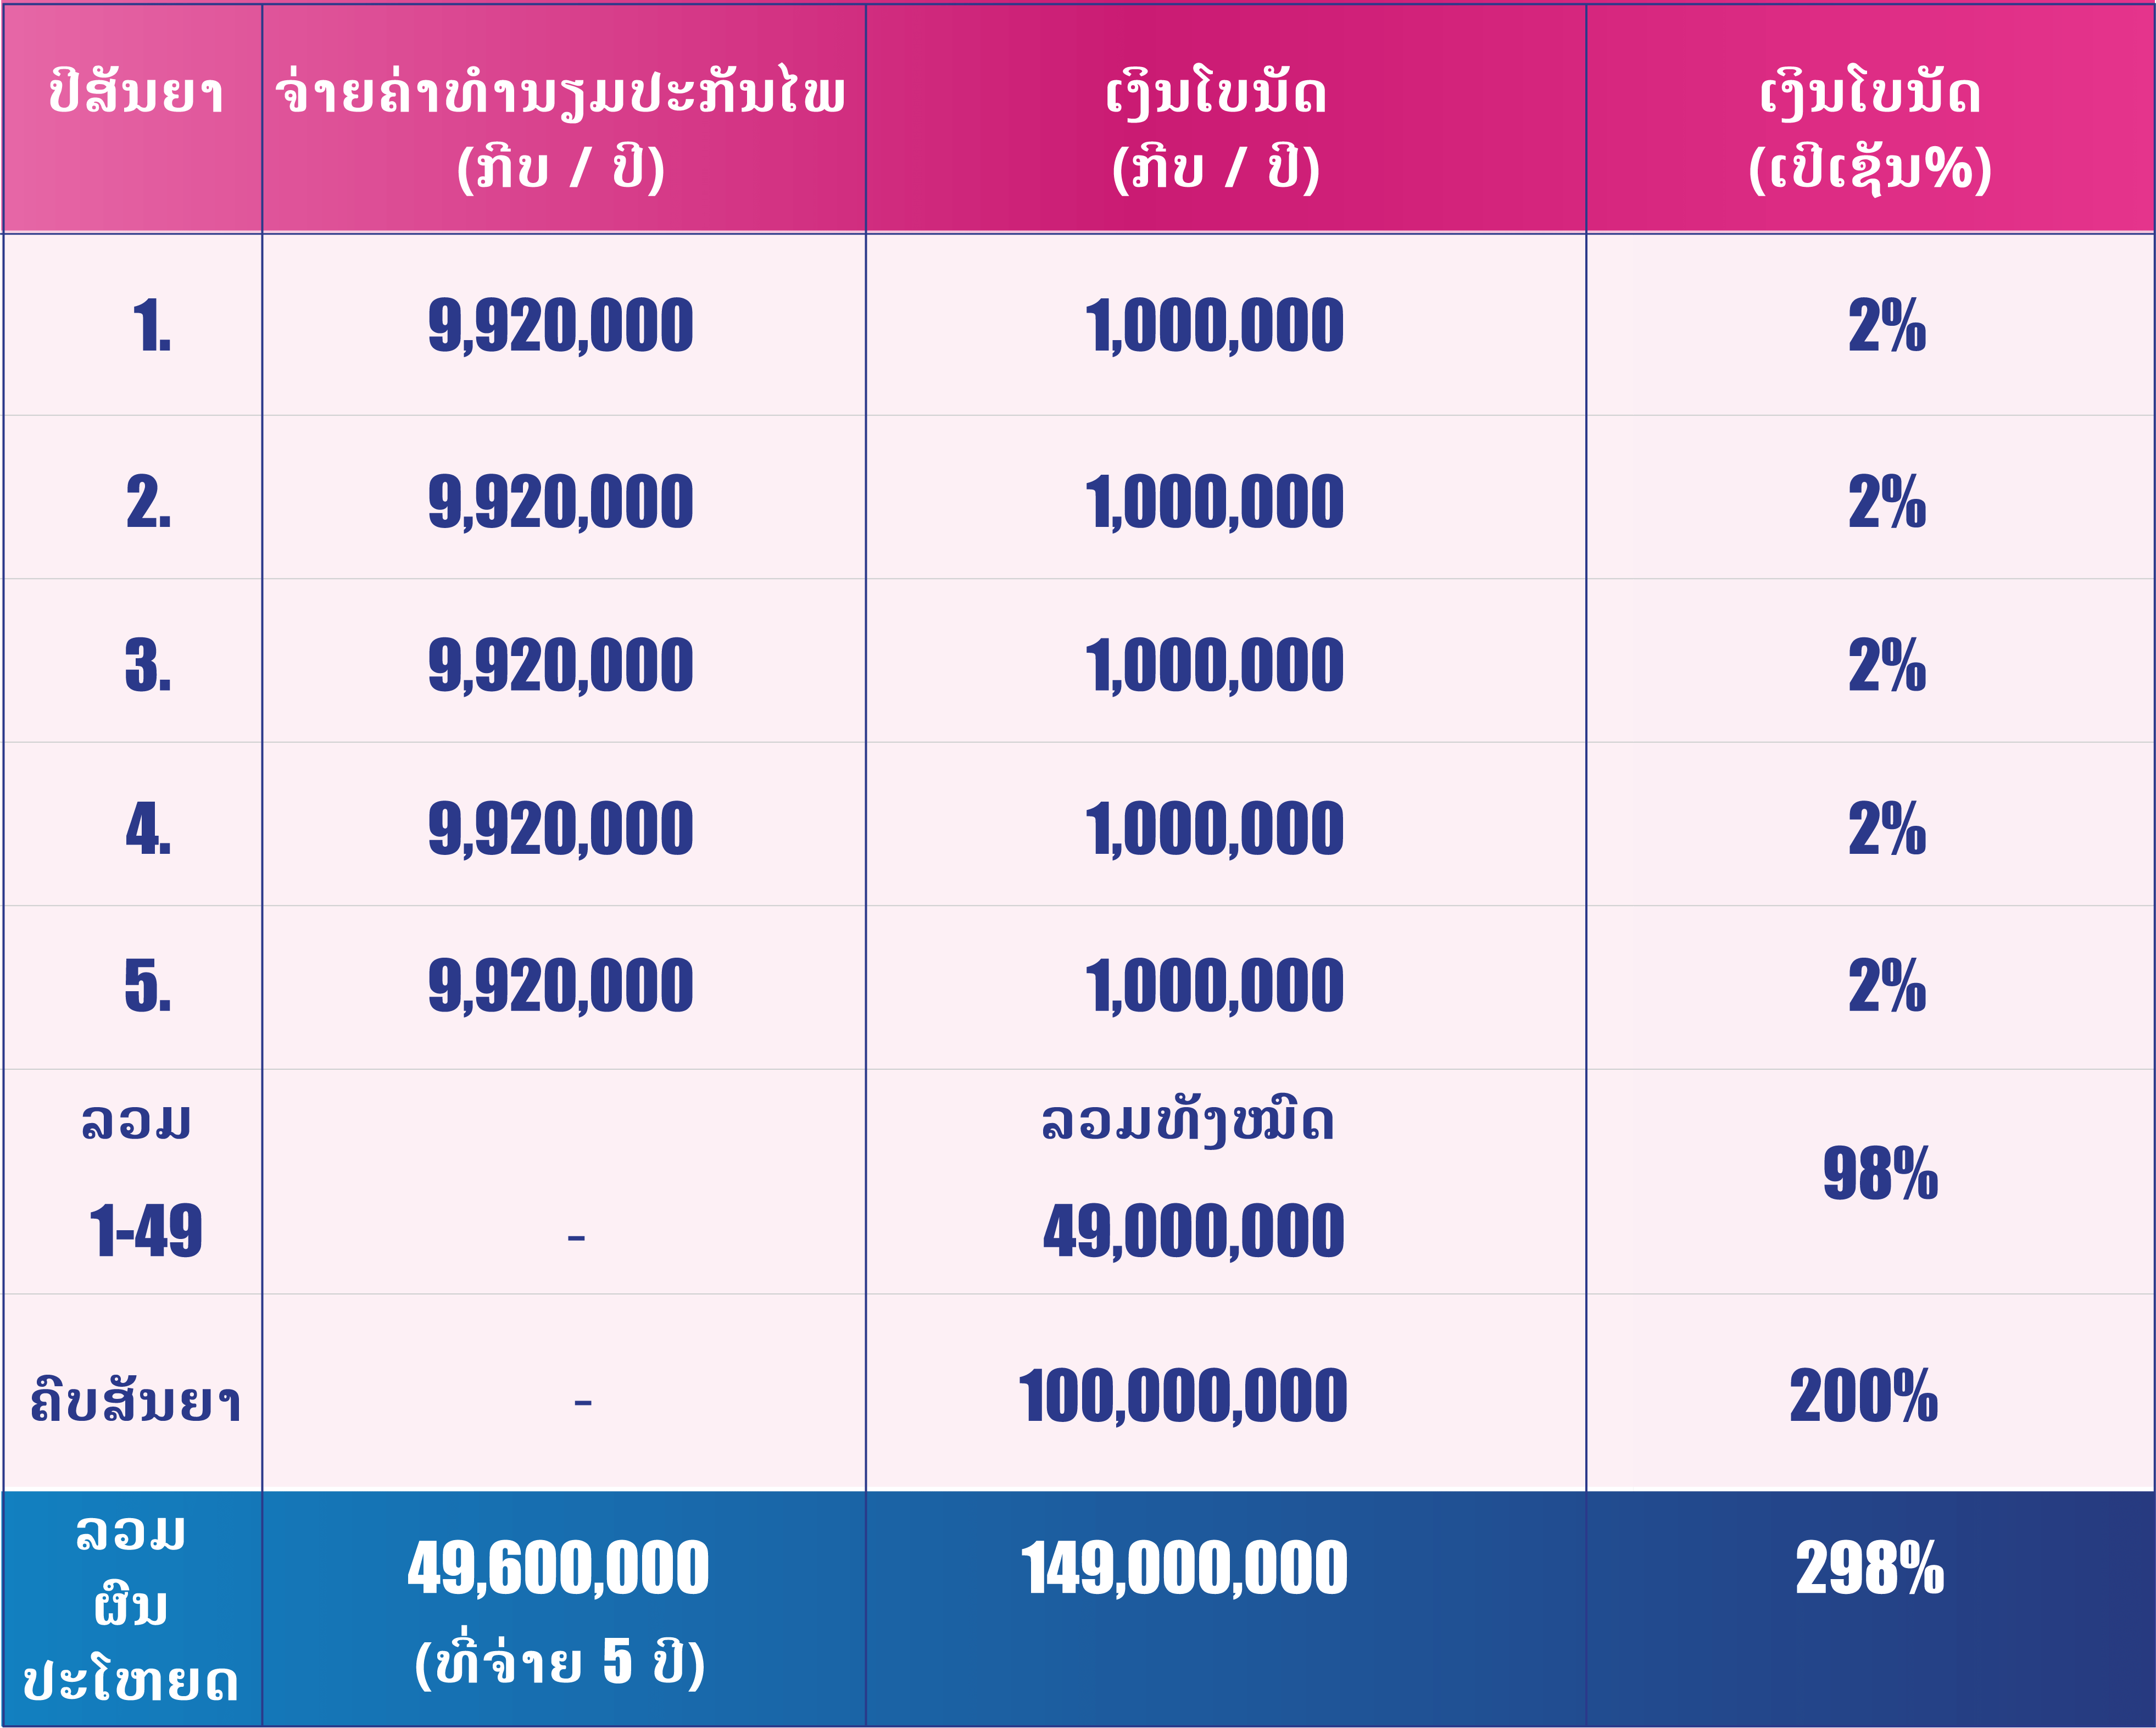 ປີສັນຍາ
ຈ່າຍຄ່າທຳນຽມປະກັນໄພ
(ກີບ / ປີ)
ເງິນໂບນັດ
(ກີບ / ປີ)
ເງິນໂບນັດ
(ເປີເຊັນ%)
1. 9,920,000 1,000,000 2%
2. 9,920,000 1,000,000 2%
3. 9,920,000 1,000,000 2%
4. 9,920,000 1,000,000 2%
5. 9,920,000 1,000,000 2%
ລວມ
1-49
-
ລວມທັງໝົດ
49,000,000
98%
ຄົບສັນຍາ - 100,000,000 200%
ລວມ
ຜົນ
ປະໂຫຍດ
49,600,000
(ທີ່ຈ່າຍ 5 ປີ)
149,000,000
298%